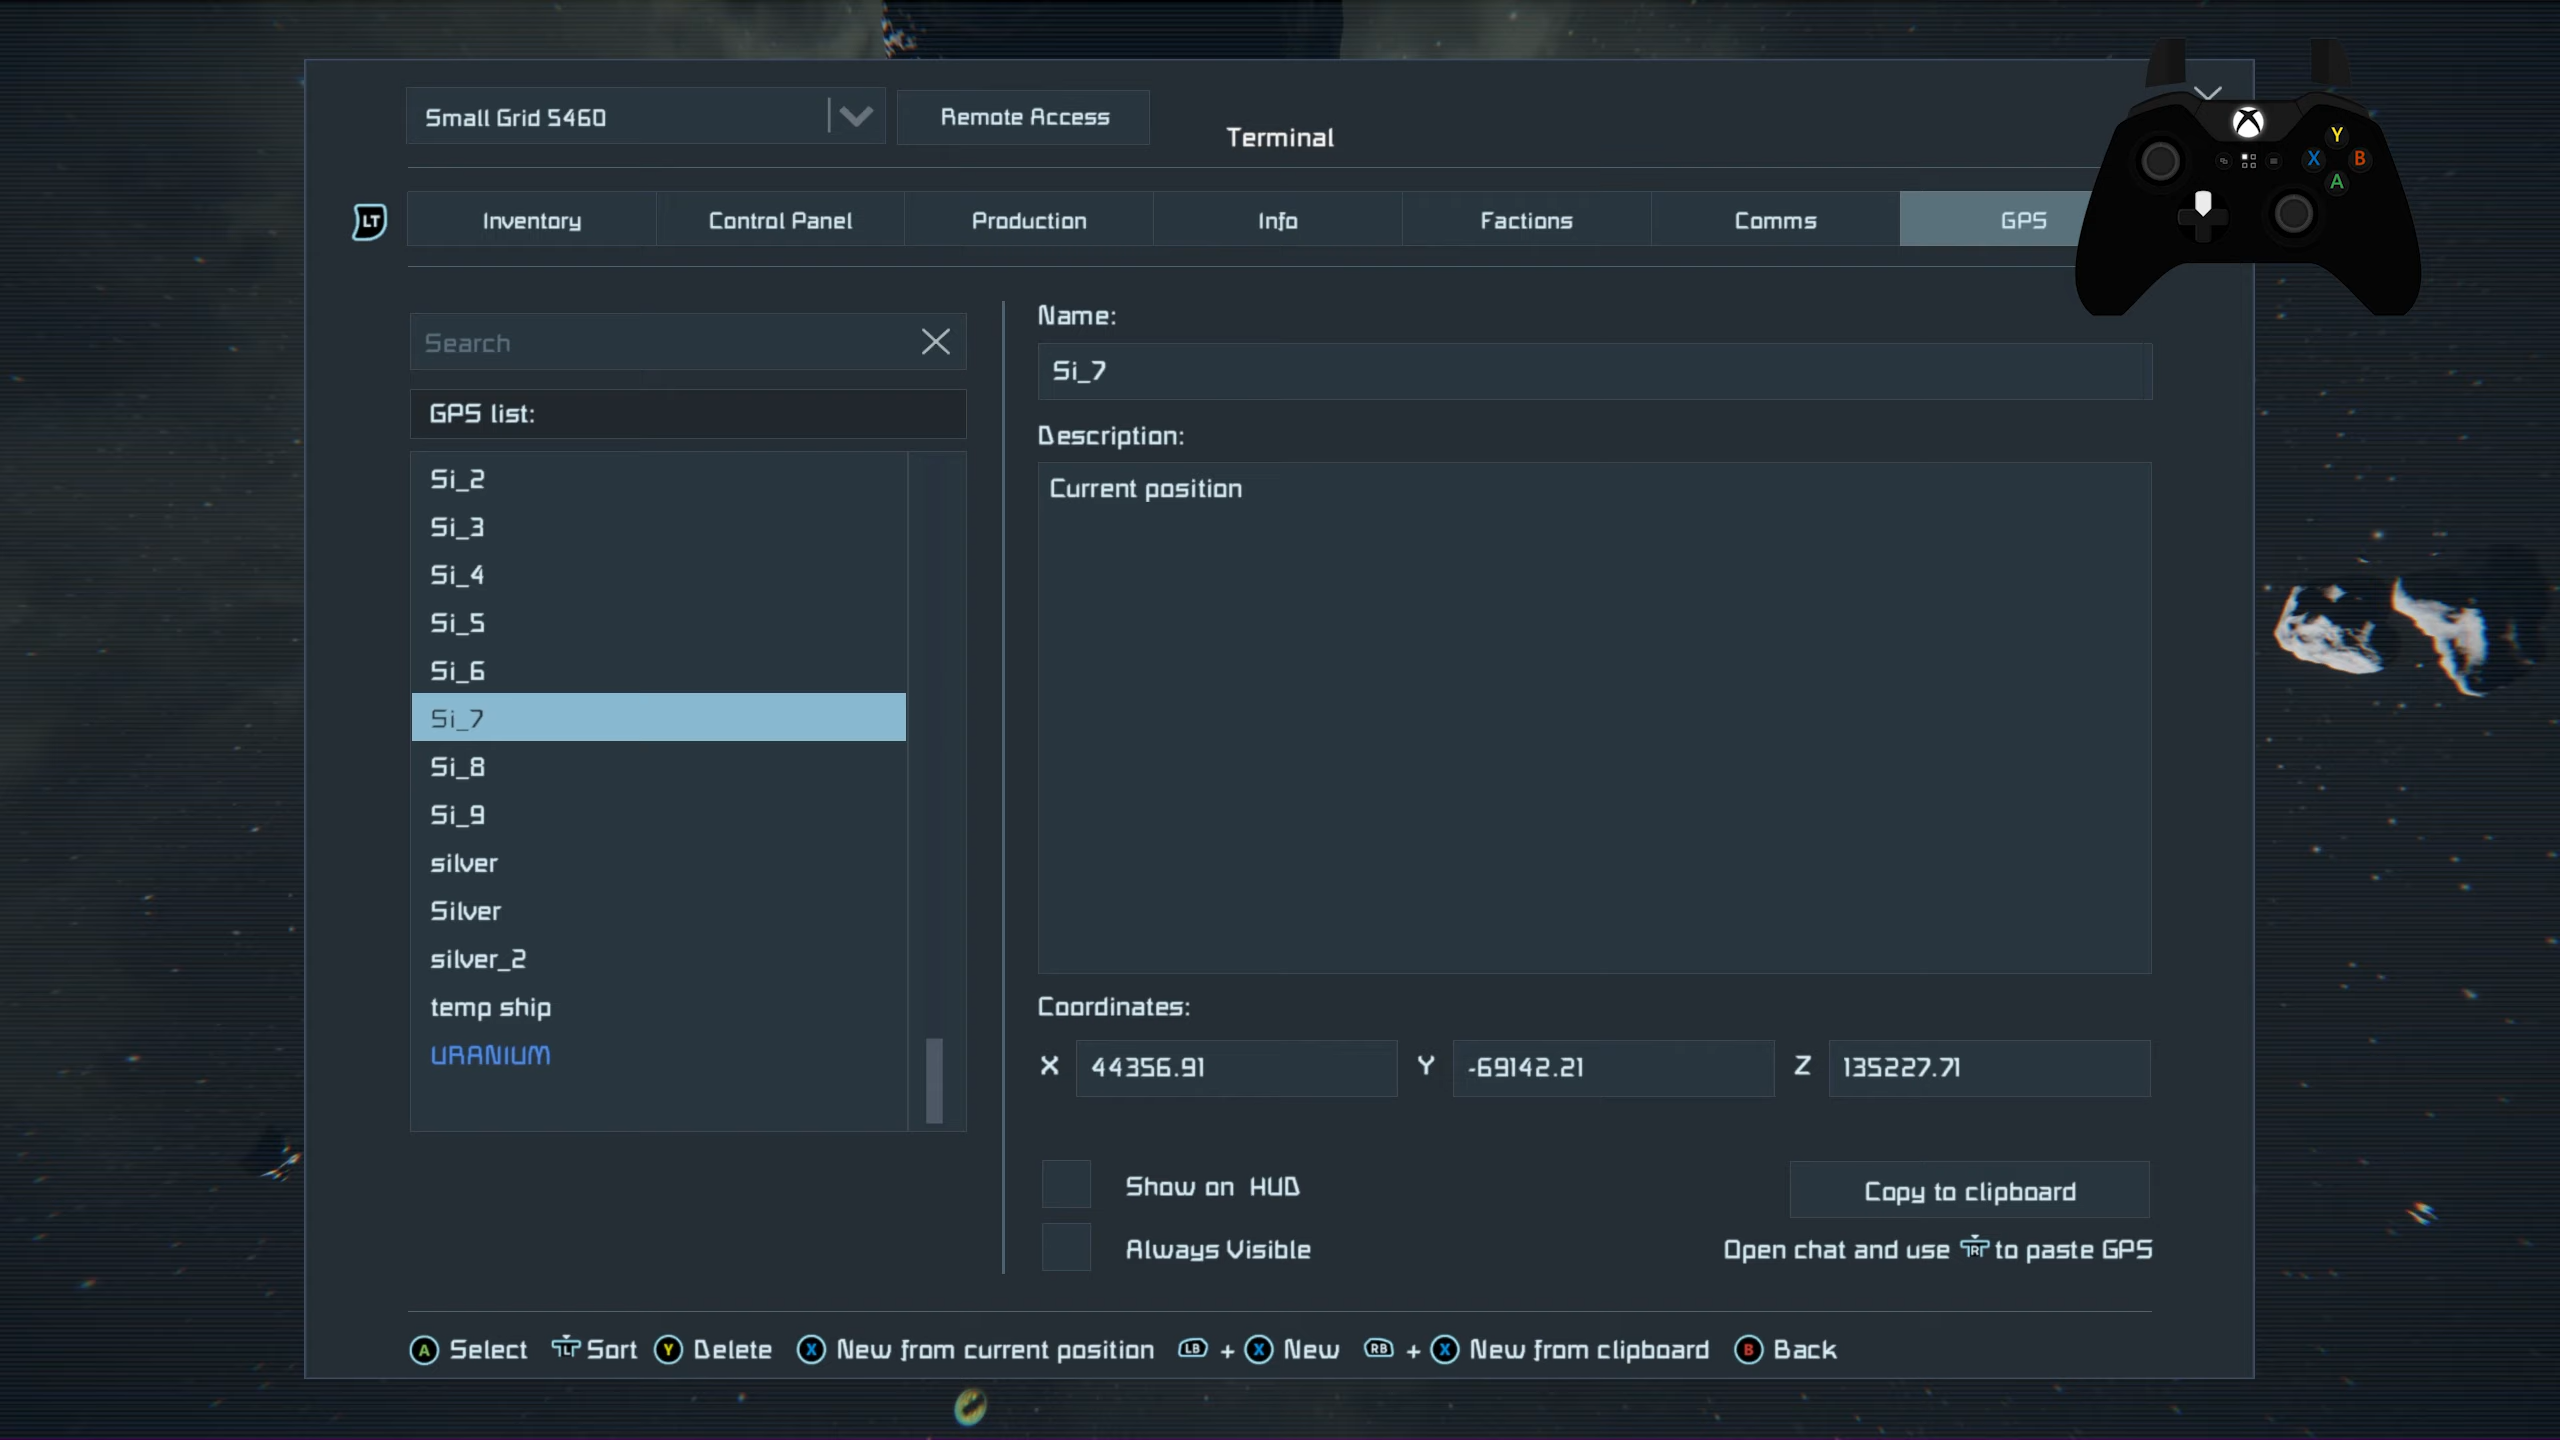 Small Grid 5460
Remote Access
Terminal
LT
Inventory
Control Panel
Production
Info
Factions
Comms
GPS
Y
X
B
A
Search
GPS list:
Si_2
Si_3
Si_4
Si_5
Si_6
Si_7
Si_8
Si_9
silver
Silver
silver_2
temp ship
URANIUM
Name:
Si_7
Description:
Current position
Coordinates:
X 44356.91 Y -69142.21 Z 135227.71
Show on HUD
Always Visible
Copy to clipboard
Open chat and use R to paste GPS
A Select L Sort Y Delete X New from current position LB + X New RB + X New from clipboard B Back